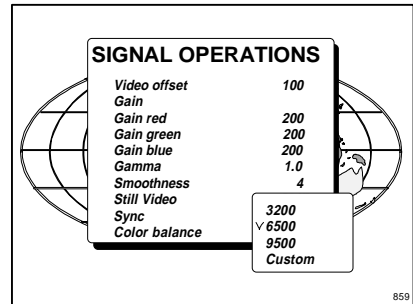 SIGNAL OPERATIONS
Video offset 100
Gain
Gain red 200
Gain green 200
Gain blue 200
Gamma 1.0
Smoothness 4
Still Video
Sync
Color balance
3200
✓6500
9500
Custom
859